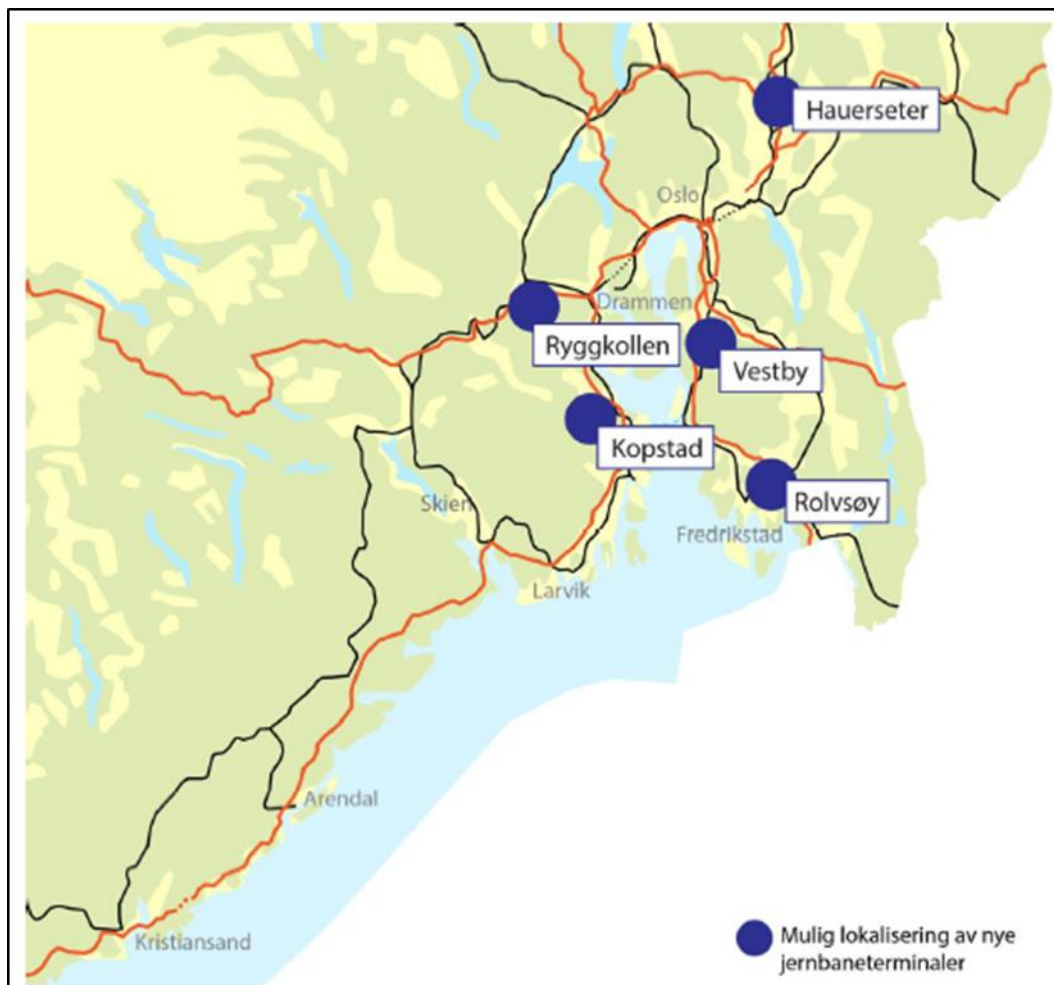 Hauerseter
Oslo
Drammen
Ryggkollen
Vestby
Kopstad
Skien
Rolvsøy
Fredrikstad
Larvik
Arendal
Kristiansand
Mulig lokalisering av nye
jernbaneterminaler